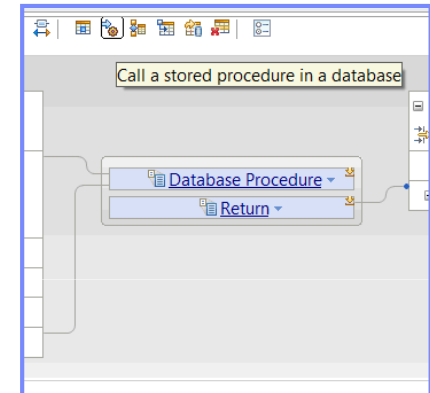 Call a stored procedure in a database
Database Procedure
Return